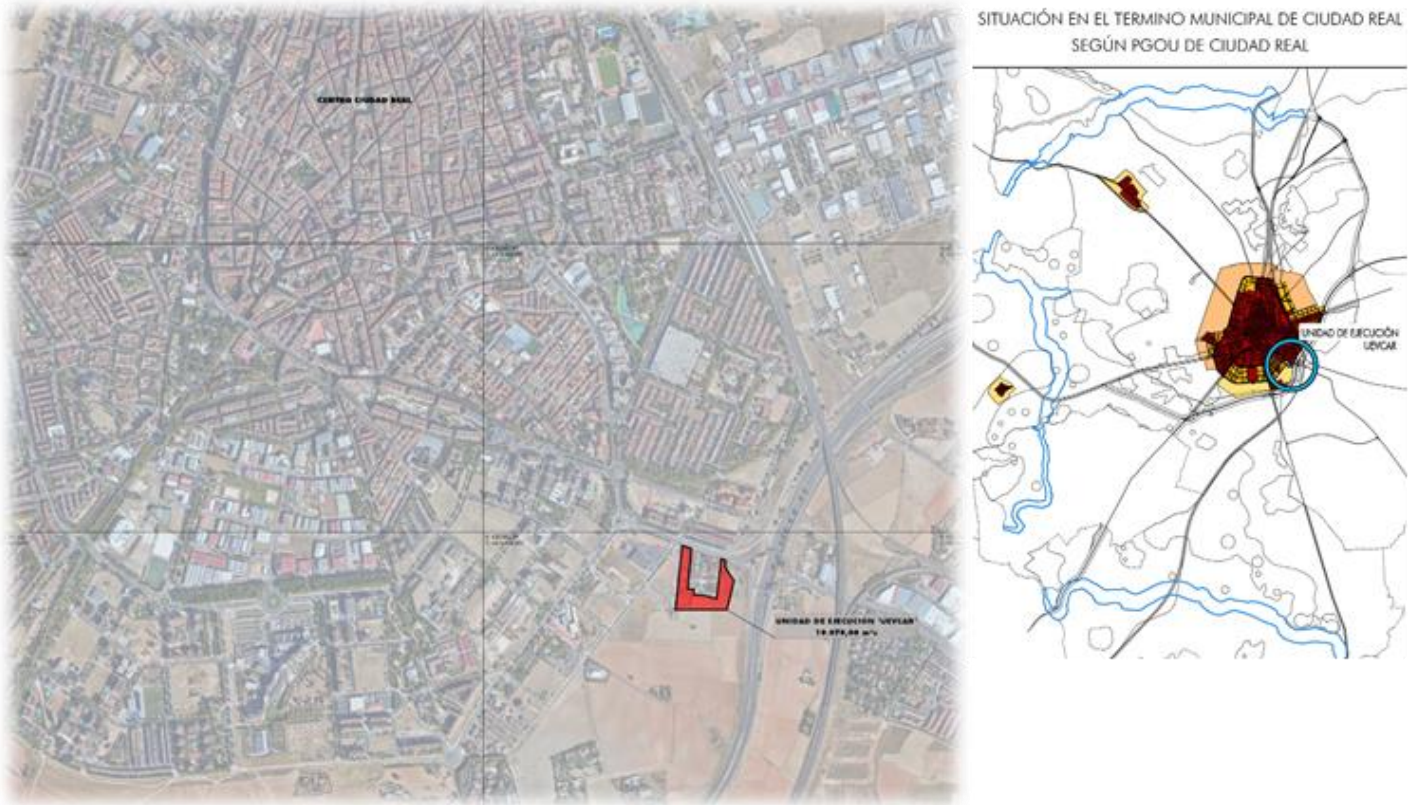 CENTRO CIUDAD REAL
UNIDAD DE EJECUCIÓN "UEVCAR"
SITUACIÓN EN EL TERMINO MUNICIPAL DE CIUDAD REAL
SEGÚN PGOU DE CIUDAD REAL
UNIDAD DE EJECUCIÓN
UEVCAR